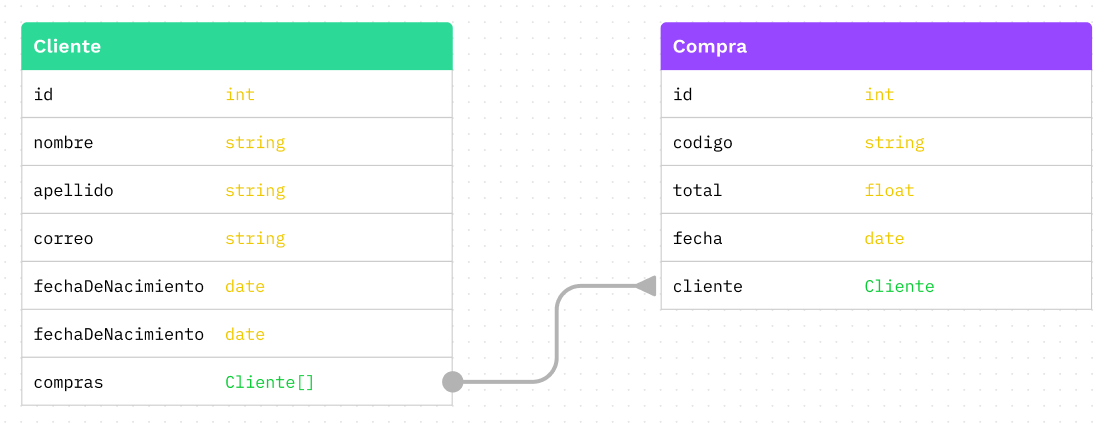 Cliente
id int
nombre string
apellido string
correo string
fechaDeNacimiento date
fechaDeNacimiento date
compras Cliente[]
Compra
id int
codigo string
total float
fecha date
cliente Cliente